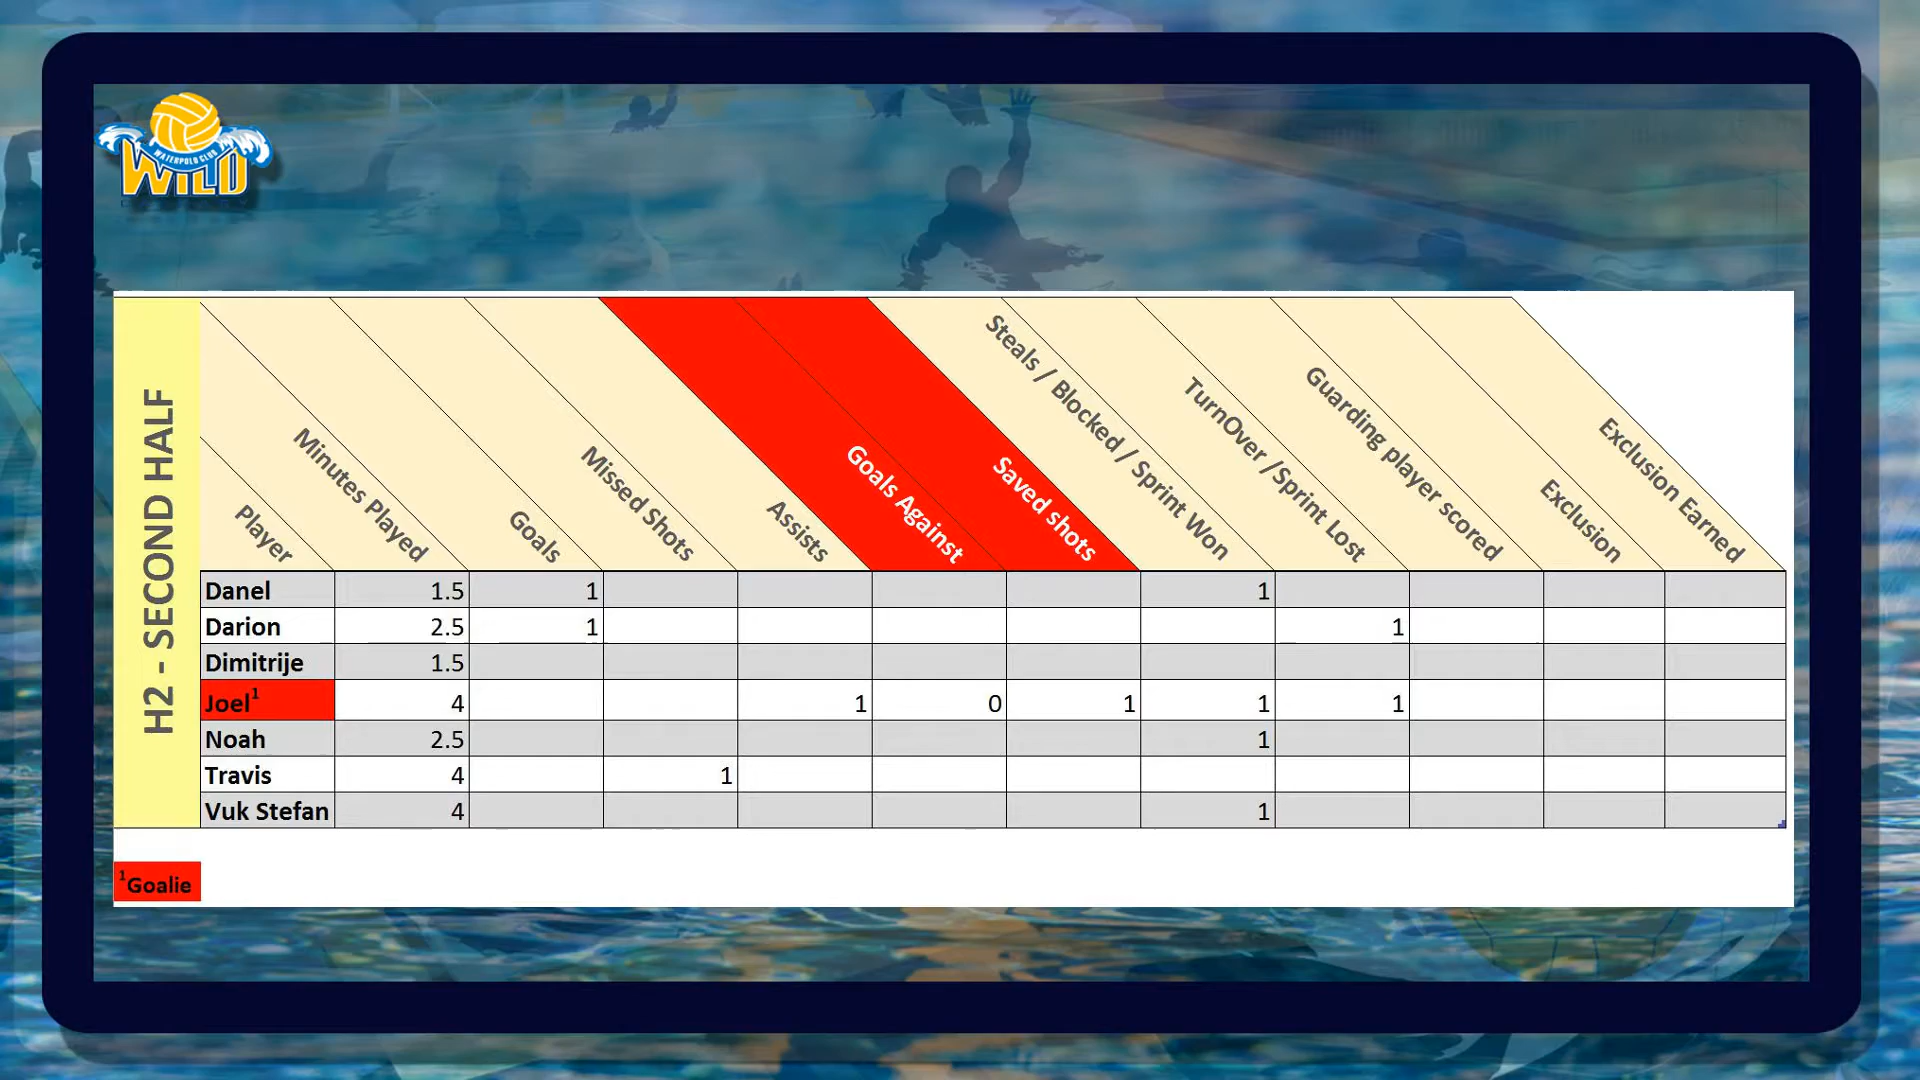 WATERPOLO CLUB
WILD
H2 - SECOND HALF
Player Minutes Played Goals Missed Shots Assists Goals Against Saved shots Steals / Blocked / Sprint Won TurnOver /Sprint Lost Guarding player scored Exclusion Exclusion Earned
Danel 1.5 1 1
Darion 2.5 1 1
Dimitrije 1.5
Joel¹ 4 1 0 1 1 1
Noah 2.5 1
Travis 4 1
Vuk Stefan 4 1
¹Goalie